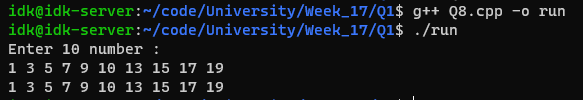 idk@idk-server:~/code/University/Week_17/Q1$ g++ Q8.cpp -o run
idk@idk-server:~/code/University/Week_17/Q1$ ./run
Enter 10 number :
1 3 5 7 9 10 13 15 17 19
1 3 5 7 9 10 13 15 17 19